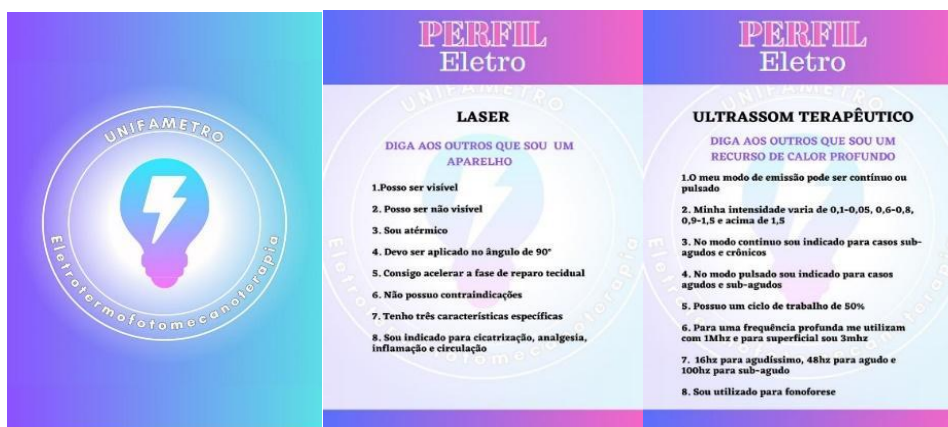 UNIFAMETRO
Eletrotermofotomecanoterapia
PERFIL
Eletro
UNIFAMETRO
LASER
DIGA AOS OUTROS QUE SOU UM
APARELHO
1.Posso ser visível
2. Posso ser não visível
3. Sou atérmico
4. Devo ser aplicado no ângulo de 90°
5. Consigo acelerar a fase de reparo tecidual
6. Não possuo contraindicações
7. Tenho três características específicas
8. Sou indicado para cicatrização, analgesia,
inflamação e circulação
Eletrotermofotomecanoterapia
PERFIL
Eletro
UNIFAMETRO
ULTRASSOM TERAPÊUTICO
DIGA AOS OUTROS QUE SOU UM
RECURSO DE CALOR PROFUNDO
1.O meu modo de emissão pode ser contínuo ou
pulsado
2. Minha intensidade varia de 0,1-0,05, 0,6-0,8,
0,9-1,5 e acima de 1,5
3. No modo contínuo sou indicado para casos sub-
agudos e crônicos
4. No modo pulsado sou indicado para casos
agudos e sub-agudos
5. Possuo um ciclo de trabalho de 50%
6. Para uma frequência profunda me utilizam
com 1Mhz e para superficial sou 3mhz
7. 16hz para agudíssimo, 48hz para agudo e
100hz para sub-agudo
8. Sou utilizado para fonoforese
Eletrotermofotomecanoterapia